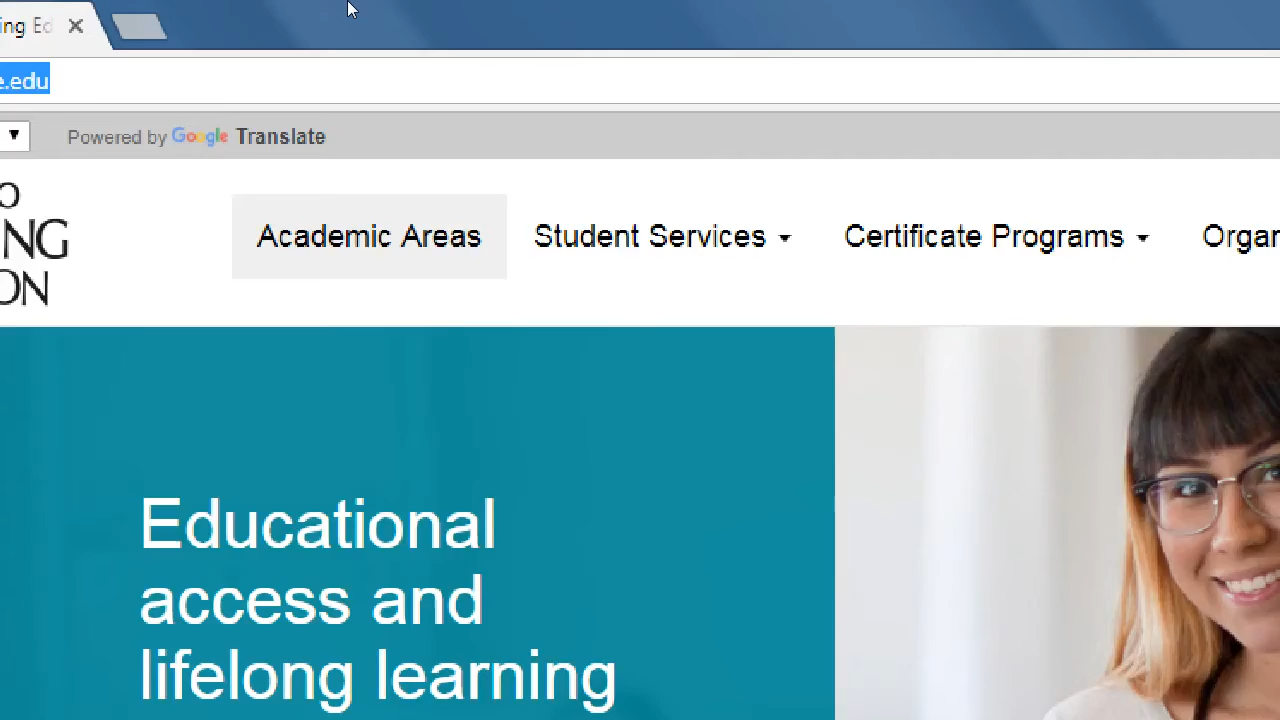 ing Ed
e.edu
Powered by Google Translate
O
NG
ON
Academic Areas
Student Services
Certificate Programs
Organ
Educational
access and
lifelong learning